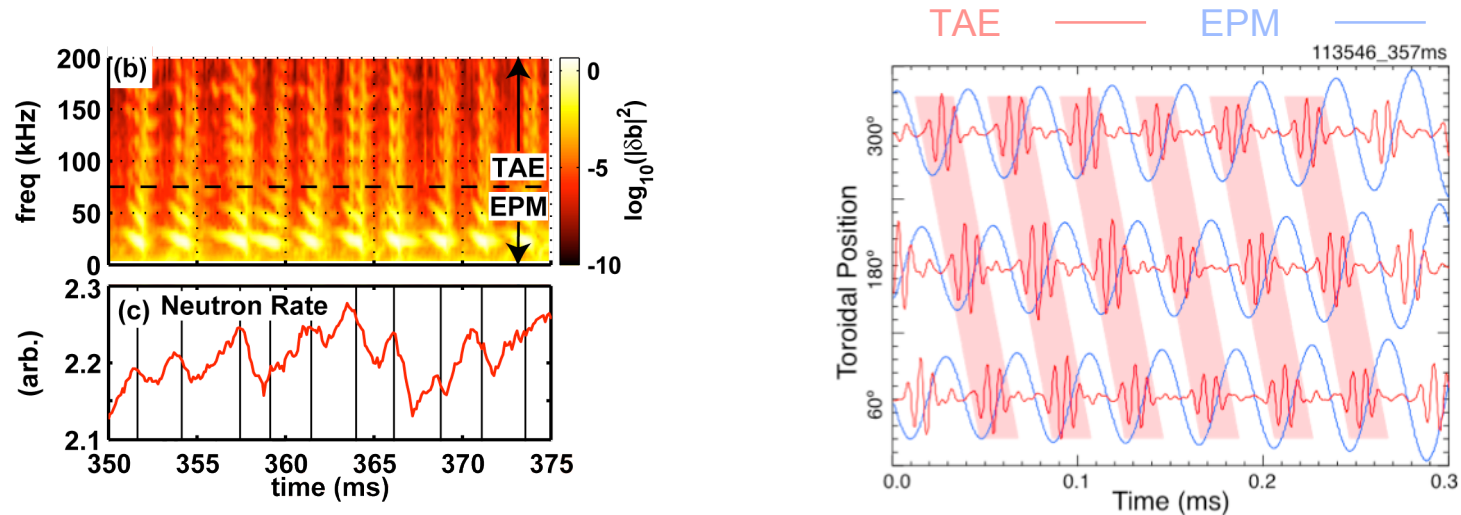 (b)
200
150
100
50
0
freq (kHz)
TAE
EPM
0
-5
-10
log10(|δb|²)
(c) Neutron Rate
2.3
2.2
2.1
(arb.)
350 355 360 365 370 375
time (ms)
TAE EPM
113546_357ms
300°
180°
60°
Toroidal Position
0.0 0.1 0.2 0.3
Time (ms)